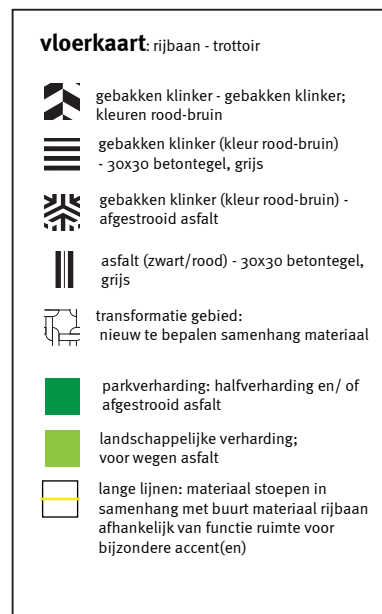 vloerkaart: rijbaan - trottoir
gebakken klinker - gebakken klinker;
kleuren rood-bruin
gebakken klinker (kleur rood-bruin)
- 30x30 betontegel, grijs
gebakken klinker (kleur rood-bruin) -
afgestrooid asfalt
asfalt (zwart/rood) - 30x30 betontegel,
grijs
transformatie gebied:
nieuw te bepalen samenhang materiaal
parkverharding: halfverharding en/ of
afgestrooid asfalt
landschappelijke verharding;
voor wegen asfalt
lange lijnen: materiaal stoepen in
samenhang met buurt materiaal rijbaan
afhankelijk van functie ruimte voor
bijzondere accent(en)